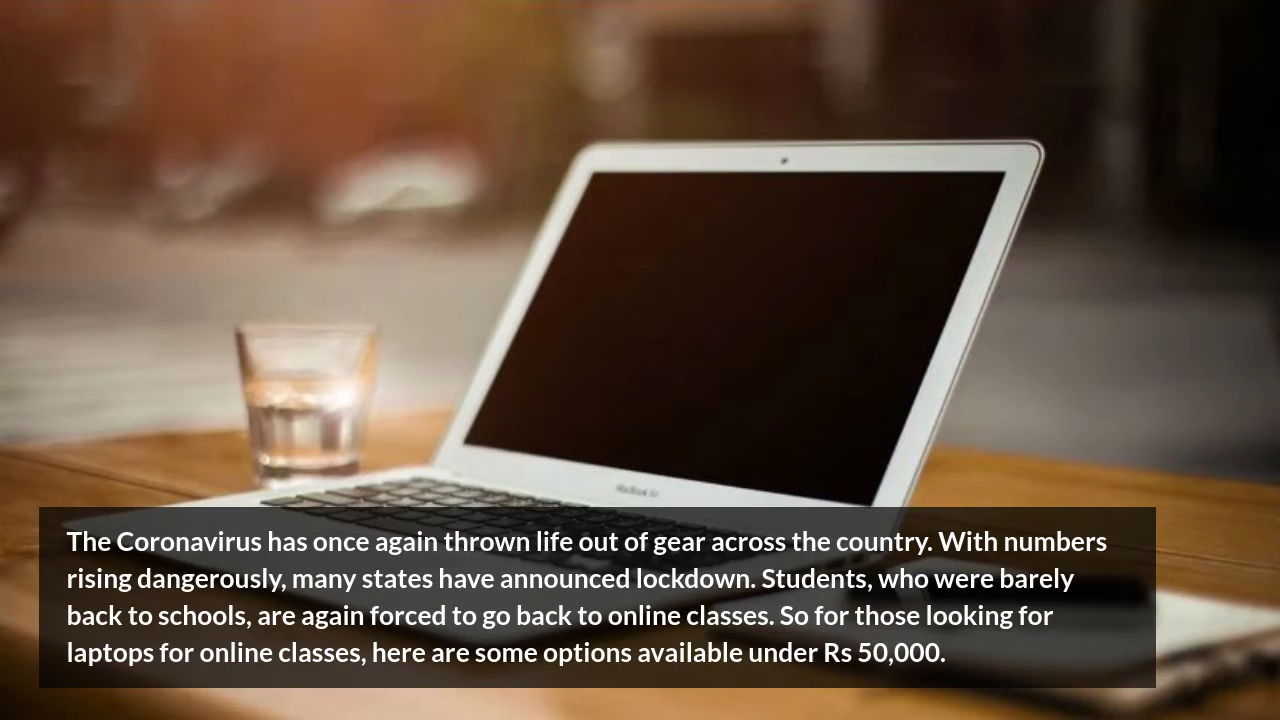 MacBook Air
The Coronavirus has once again thrown life out of gear across the country. With numbers
rising dangerously, many states have announced lockdown. Students, who were barely
back to schools, are again forced to go back to online classes. So for those looking for
laptops for online classes, here are some options available under Rs 50,000.